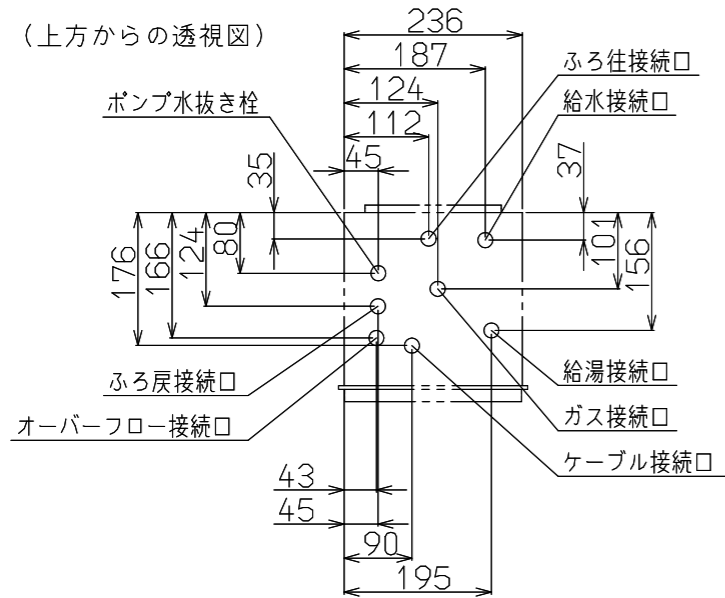 (上方からの透視図)
236
187
ふろ往接続口
124
給水接続口
ポンプ水抜き栓
112
45
35
37
80
124
166
176
101
156
ふろ戻接続口
給湯接続口
オーバーフロー接続口
ガス接続口
ケーブル接続口
43
45
90
195